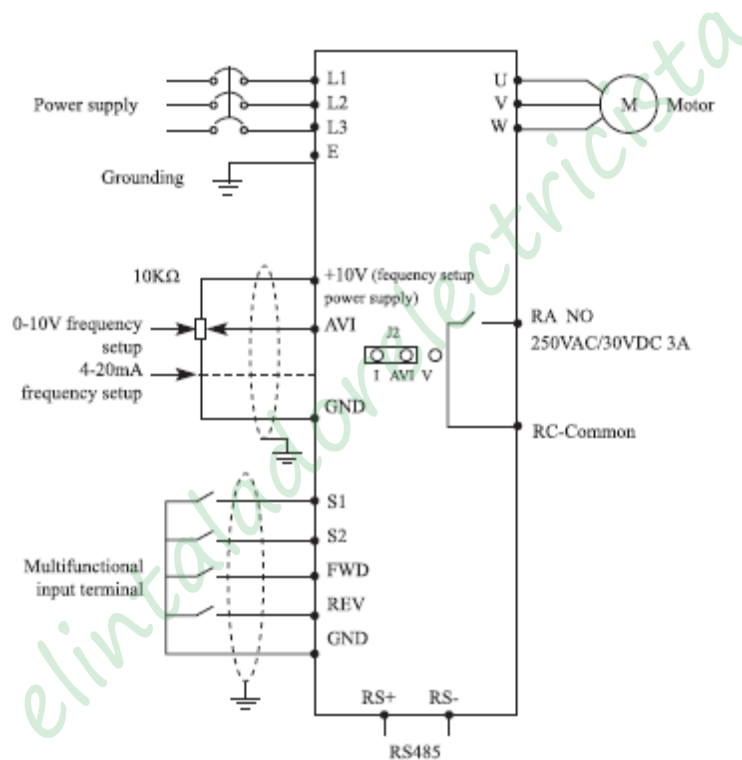 L1
Power supply
L2
L3
E
Grounding
U
V
W
M
Motor
10KΩ
+10V (fequency setup
power supply)
0-10V frequency
setup
AVI
4-20mA
frequency setup
GND
J2
I AVI V
RA NO
250VAC/30VDC 3A
RC-Common
S1
S2
Multifunctional
input terminal
FWD
REV
GND
RS+ RS-
RS485
elintaladorelectricista